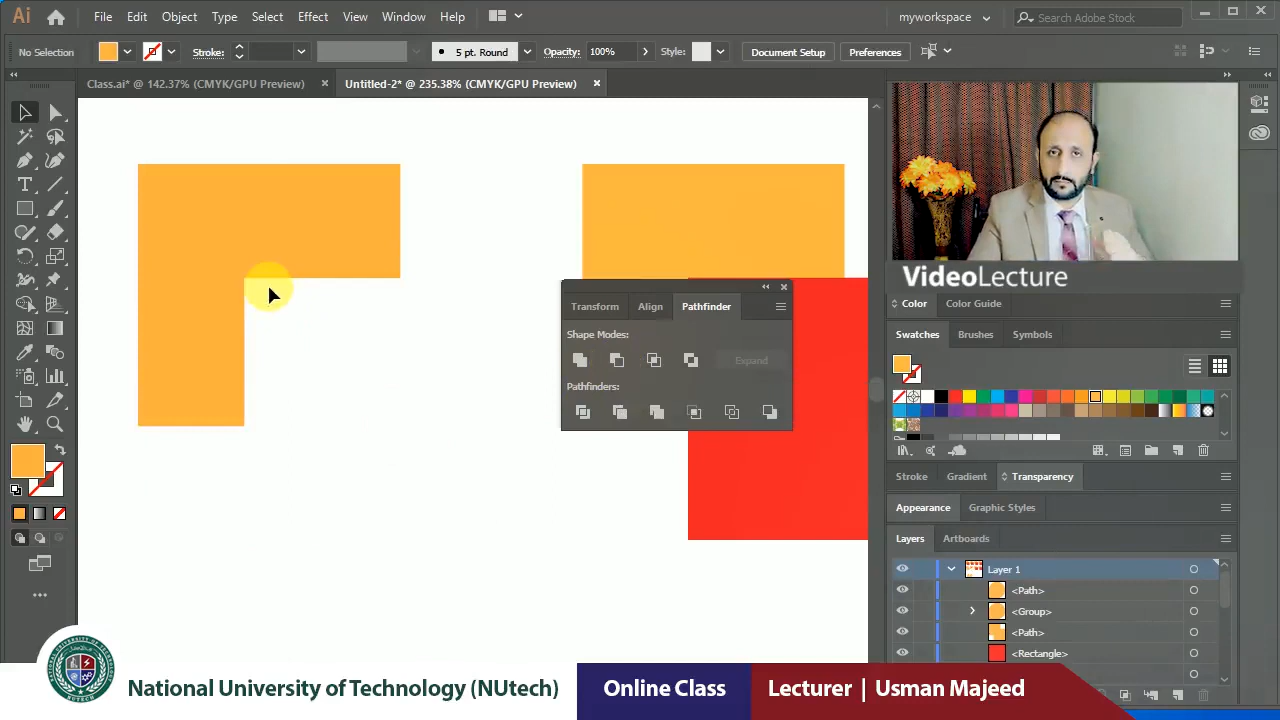 Ai File Edit Object Type Select Effect View Window Help myworkspace Search Adobe Stock
No Selection Stroke: 5 pt. Round Opacity: 100% Style: Document Setup Preferences
Class.ai* @ 142.37% (CMYK/GPU Preview) Untitled-2* @ 235.38% (CMYK/GPU Preview)
VideoLecture
Transform Align Pathfinder
Shape Modes:
Expand
Pathfinders:
Color Color Guide
Swatches Brushes Symbols
Stroke Gradient Transparency
Appearance Graphic Styles
Layers Artboards
Layer 1
<Path>
<Group>
<Path>
<Rectangle>
NUTECH
National University of Technology (NUtech) Online Class Lecturer | Usman Majeed